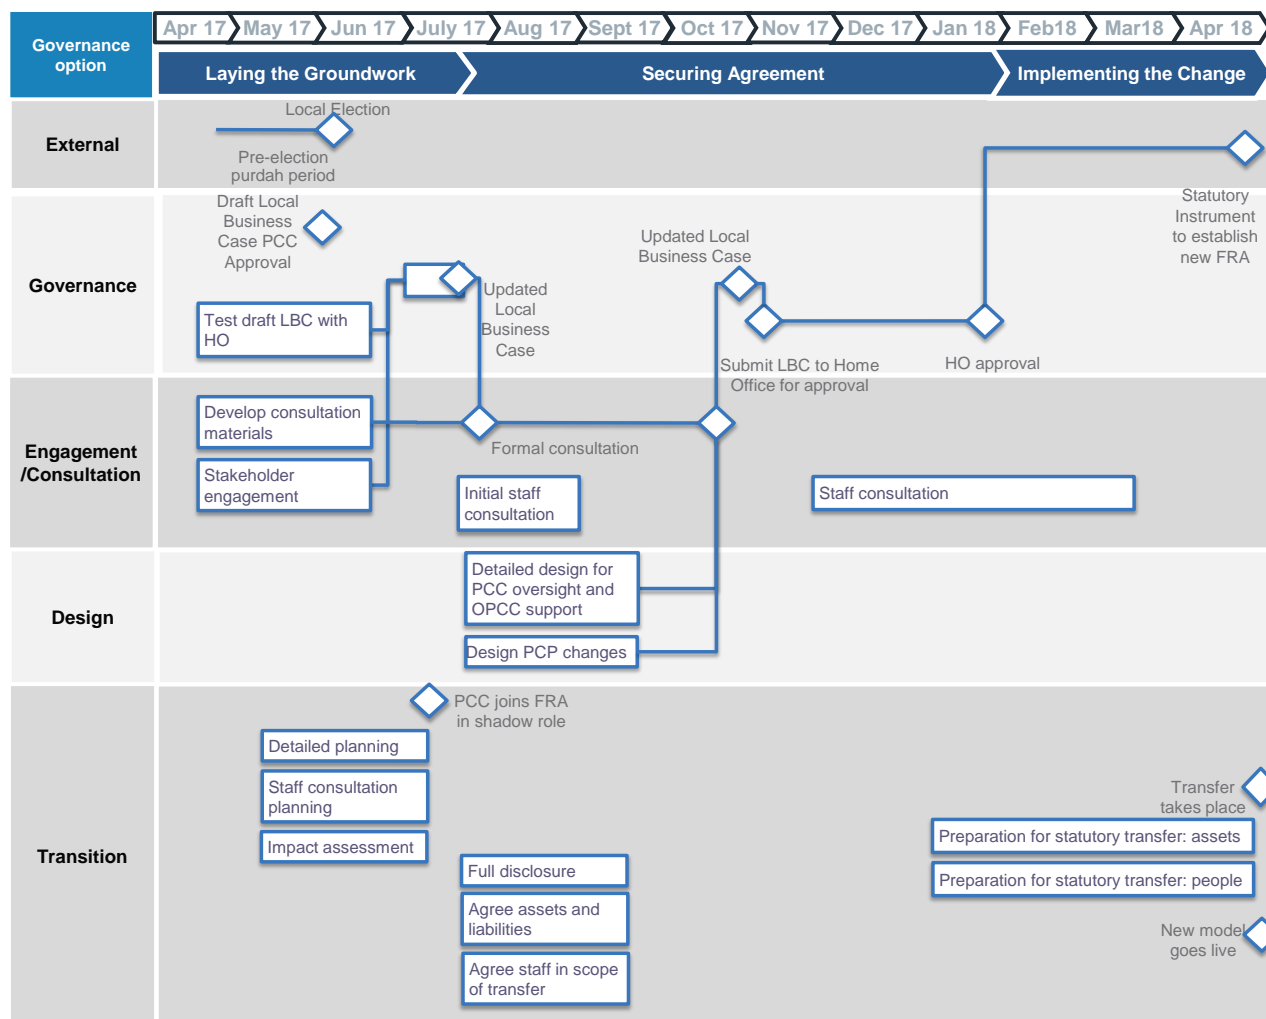 Governance
option
Apr 17
May 17
Jun 17
July 17
Aug 17
Sept 17
Oct 17
Nov 17
Dec 17
Jan 18
Feb18
Mar18
Apr 18
Laying the Groundwork
Securing Agreement
Implementing the Change
External
Local Election
Pre-election
purdah period
Statutory
Instrument
to establish
new FRA
Governance
Draft Local
Business
Case PCC
Approval
Test draft LBC with
HO
Updated
Local
Business
Case
Updated Local
Business Case
Submit LBC to Home
Office for approval
HO approval
Engagement
/Consultation
Develop consultation
materials
Stakeholder
engagement
Formal consultation
Initial staff
consultation
Staff consultation
Design
Detailed design for
PCC oversight and
OPCC support
Design PCP changes
Transition
PCC joins FRA
in shadow role
Detailed planning
Staff consultation
planning
Impact assessment
Full disclosure
Agree assets and
liabilities
Agree staff in scope
of transfer
Transfer
takes place
Preparation for statutory transfer: assets
Preparation for statutory transfer: people
New model
goes live